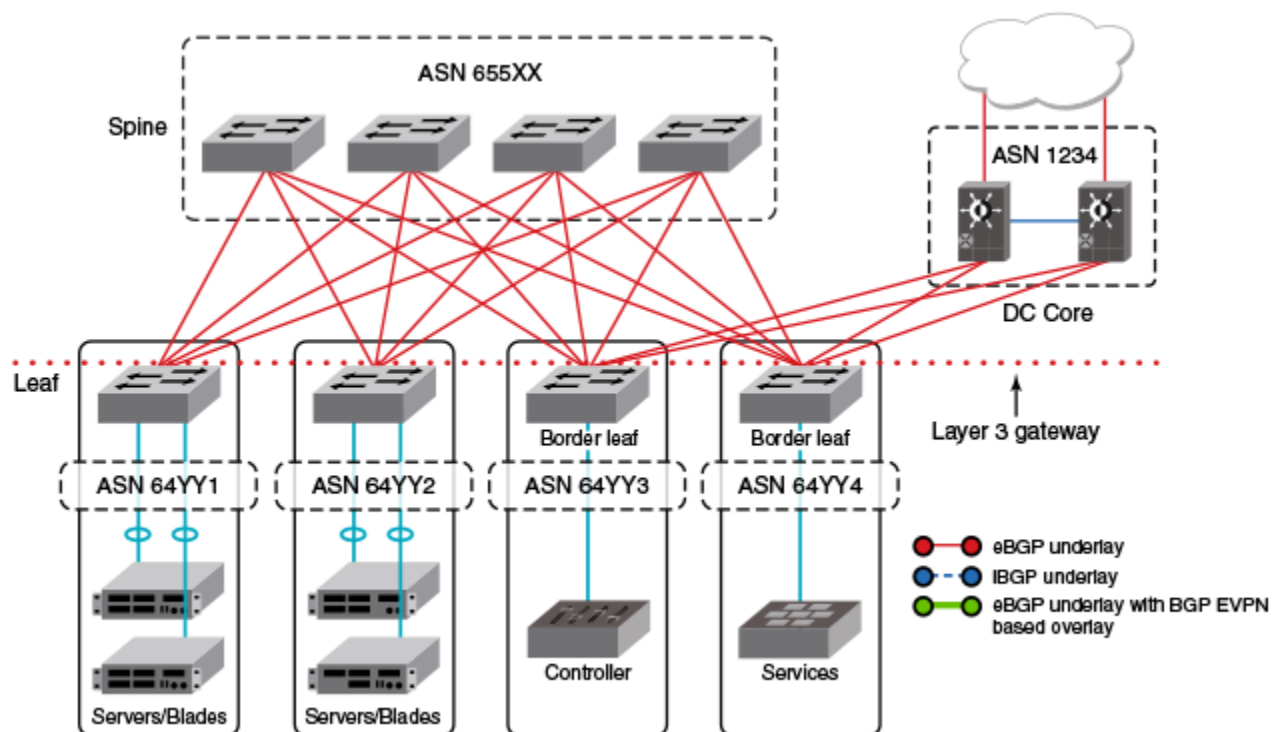 ASN 655XX
Spine
ASN 1234
DC Core
Leaf
Layer 3 gateway
Border leaf
Border leaf
ASN 64YY1
ASN 64YY2
ASN 64YY3
ASN 64YY4
eBGP underlay
IBGP underlay
eBGP underlay with BGP EVPN
based overlay
Controller
Services
Servers/Blades
Servers/Blades